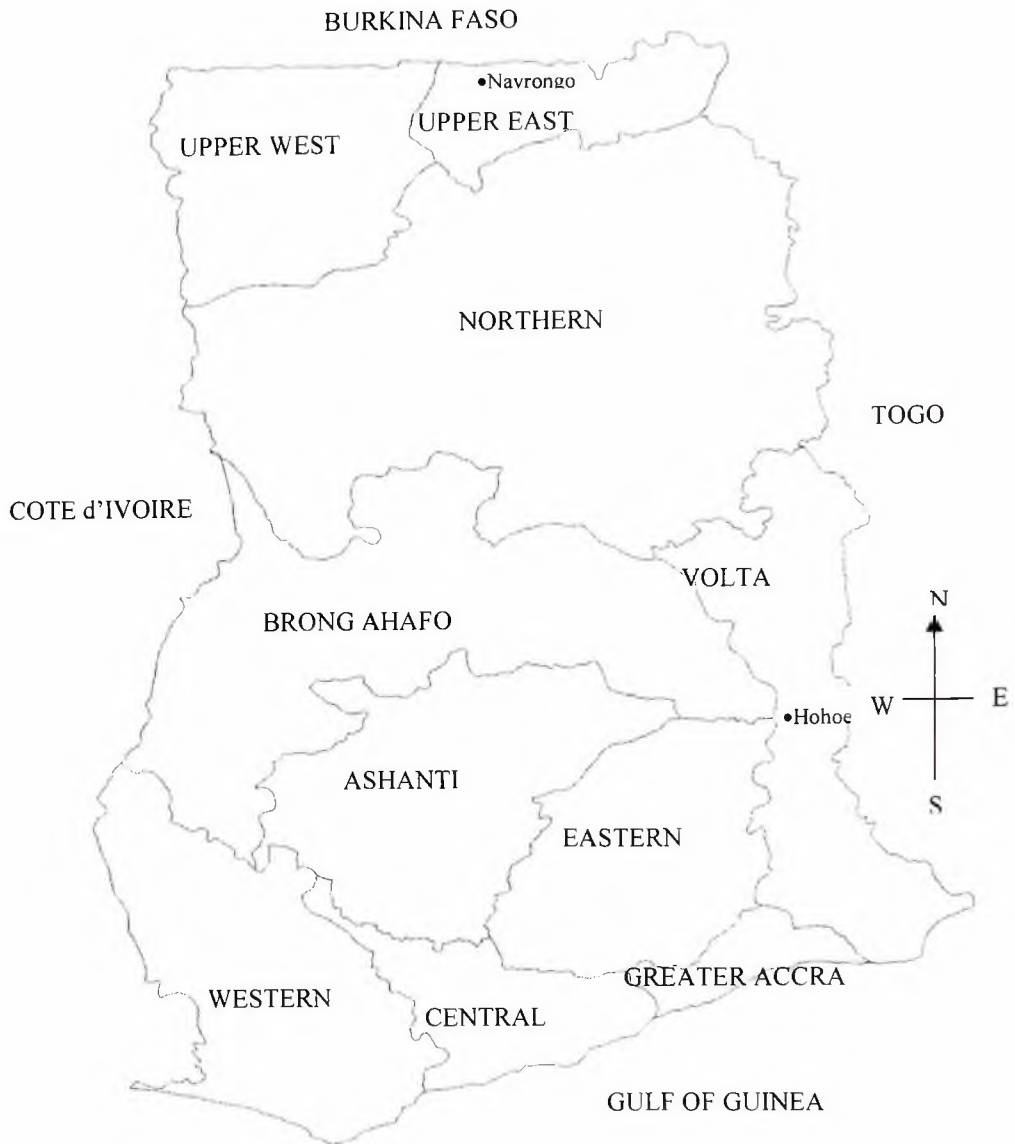 BURKINA FASO
•Navrongo
UPPER EAST
UPPER WEST
NORTHERN
TOGO
COTE d'IVOIRE
VOLTA
N
BRONG AHAFO
W
E
•Hohoe
ASHANTI
S
EASTERN
GREATER ACCRA
WESTERN
CENTRAL
GULF OF GUINEA